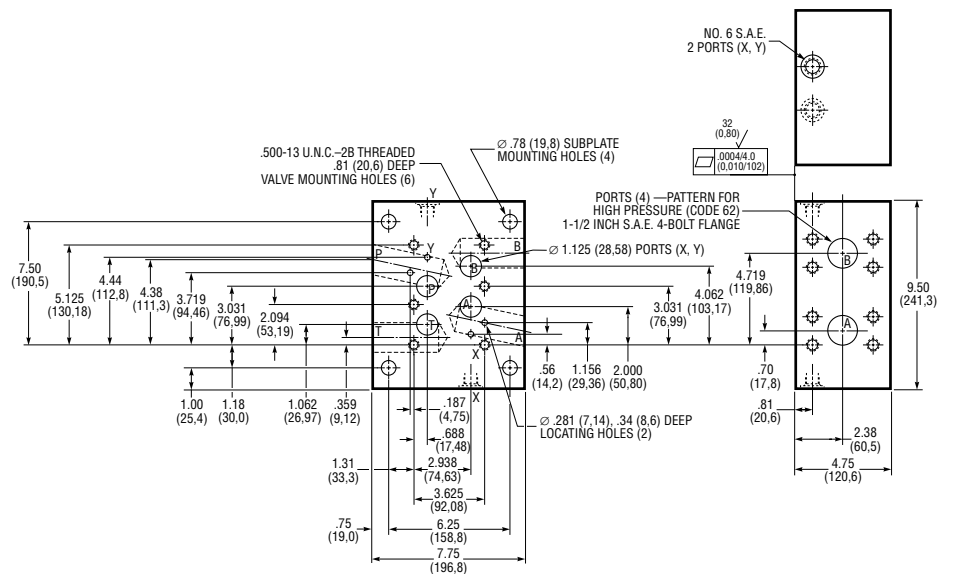 NO. 6 S.A.E.
2 PORTS (X, Y)
32
(0,80)
.0004/4.0
(0,010/102)
.500-13 U.N.C.–2B THREADED
.81 (20,6) DEEP
VALVE MOUNTING HOLES (6)
∅ .78 (19,8) SUBPLATE
MOUNTING HOLES (4)
PORTS (4) —PATTERN FOR
HIGH PRESSURE (CODE 62)
1-1/2 INCH S.A.E. 4-BOLT FLANGE
∅ 1.125 (28,58) PORTS (X, Y)
Y
Y
P
B
B
P
A
T
T
A
X
X
B
A
7.50
(190,5)
5.125
(130,18)
4.44
(112,8)
4.38
(111,3)
3.719
(94,46)
3.031
(76,99)
2.094
(53,19)
4.062
(103,17)
3.031
(76,99)
4.719
(119,86)
9.50
(241,3)
1.00
(25,4)
1.18
(30,0)
1.062
(26,97)
.359
(9,12)
.56
(14,2)
1.156
(29,36)
2.000
(50,80)
.70
(17,8)
.81
(20,6)
.187
(4,75)
.688
(17,48)
∅ .281 (7,14), .34 (8,6) DEEP
LOCATING HOLES (2)
2.38
(60,5)
4.75
(120,6)
1.31
(33,3)
2.938
(74,63)
3.625
(92,08)
.75
(19,0)
6.25
(158,8)
7.75
(196,8)